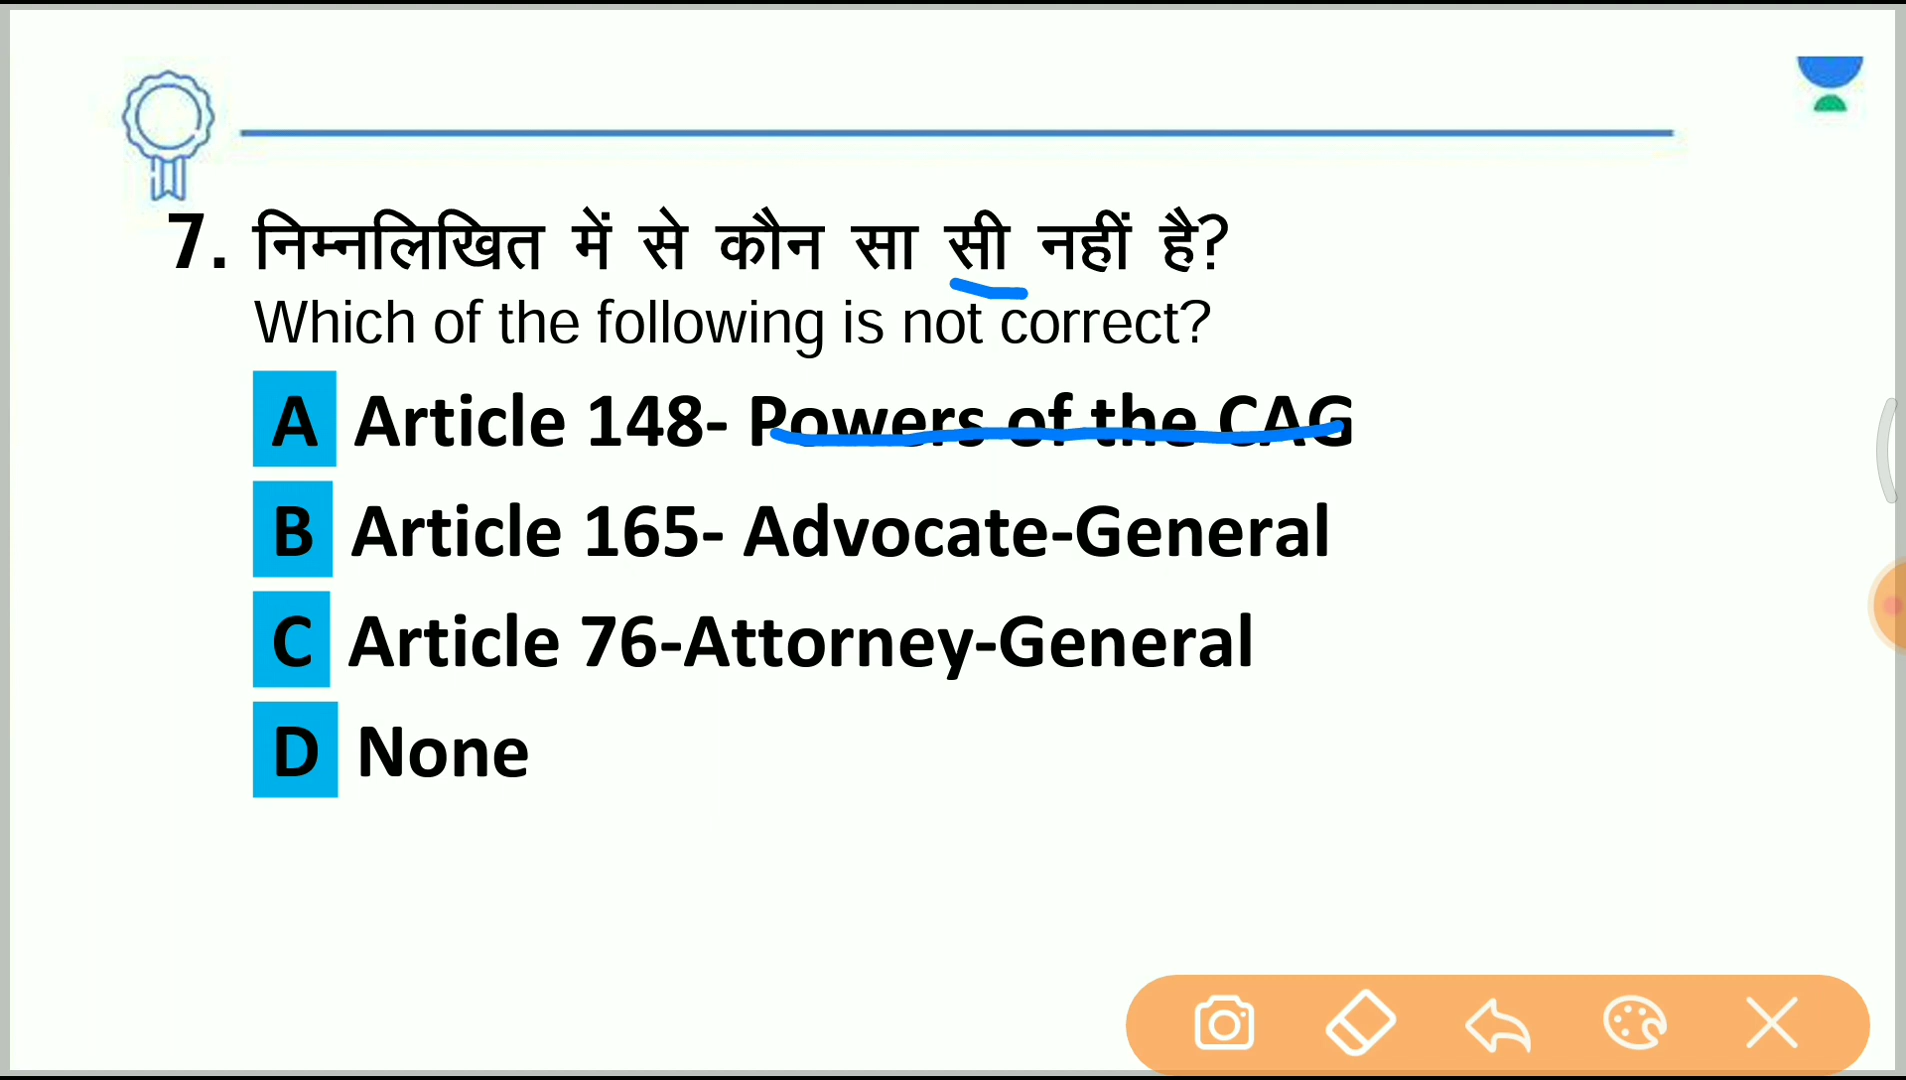 7. निम्नलिखित में से कौन सा सी नहीं है?
Which of the following is not correct?
A Article 148- Powers of the CAG
B Article 165- Advocate-General
C Article 76-Attorney-General
D None